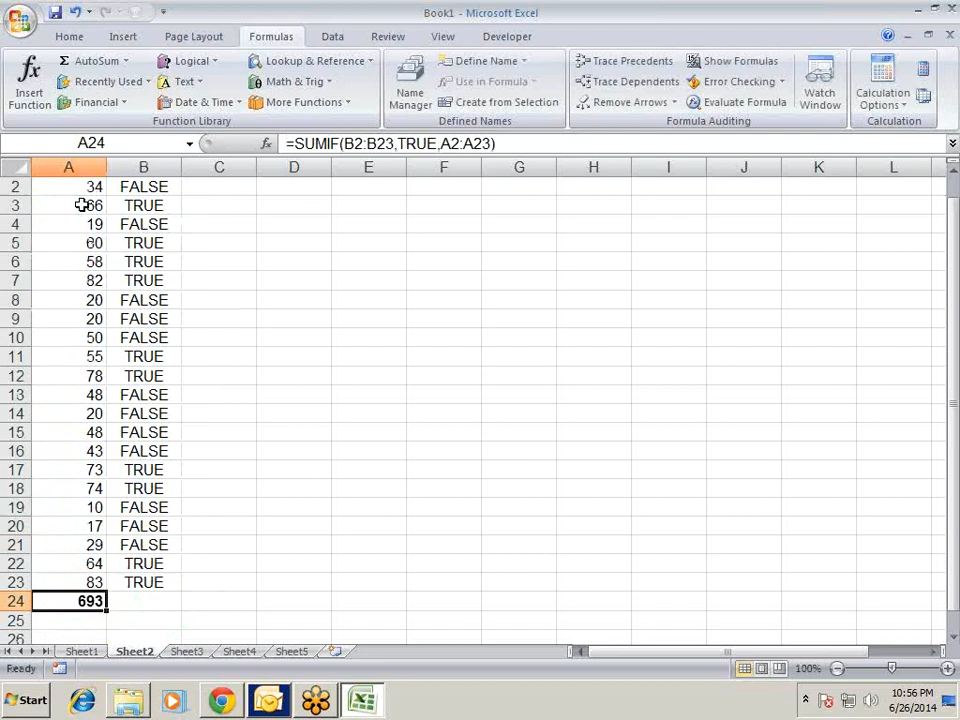 Book1 - Microsoft Excel
Home Insert Page Layout Formulas Data Review View Developer
Insert Function
AutoSum
Recently Used
Financial
Logical
Text
Date & Time
Lookup & Reference
Math & Trig
More Functions
Function Library
Name Manager
Define Name
Use in Formula
Create from Selection
Defined Names
Trace Precedents
Trace Dependents
Remove Arrows
Show Formulas
Error Checking
Evaluate Formula
Formula Auditing
Watch Window
Calculation Options
Calculation
A24 fx =SUMIF(B2:B23,TRUE,A2:A23)
A B C D E F G H I J K L
2 34 FALSE
3 66 TRUE
4 19 FALSE
5 60 TRUE
6 58 TRUE
7 82 TRUE
8 20 FALSE
9 20 FALSE
10 50 FALSE
11 55 TRUE
12 78 TRUE
13 48 FALSE
14 20 FALSE
15 48 FALSE
16 43 FALSE
17 73 TRUE
18 74 TRUE
19 10 FALSE
20 17 FALSE
21 29 FALSE
22 64 TRUE
23 83 TRUE
24 693
25
26
Sheet1 Sheet2 Sheet3 Sheet4 Sheet5
Ready 100%
Start 10:56 PM
6/26/2014